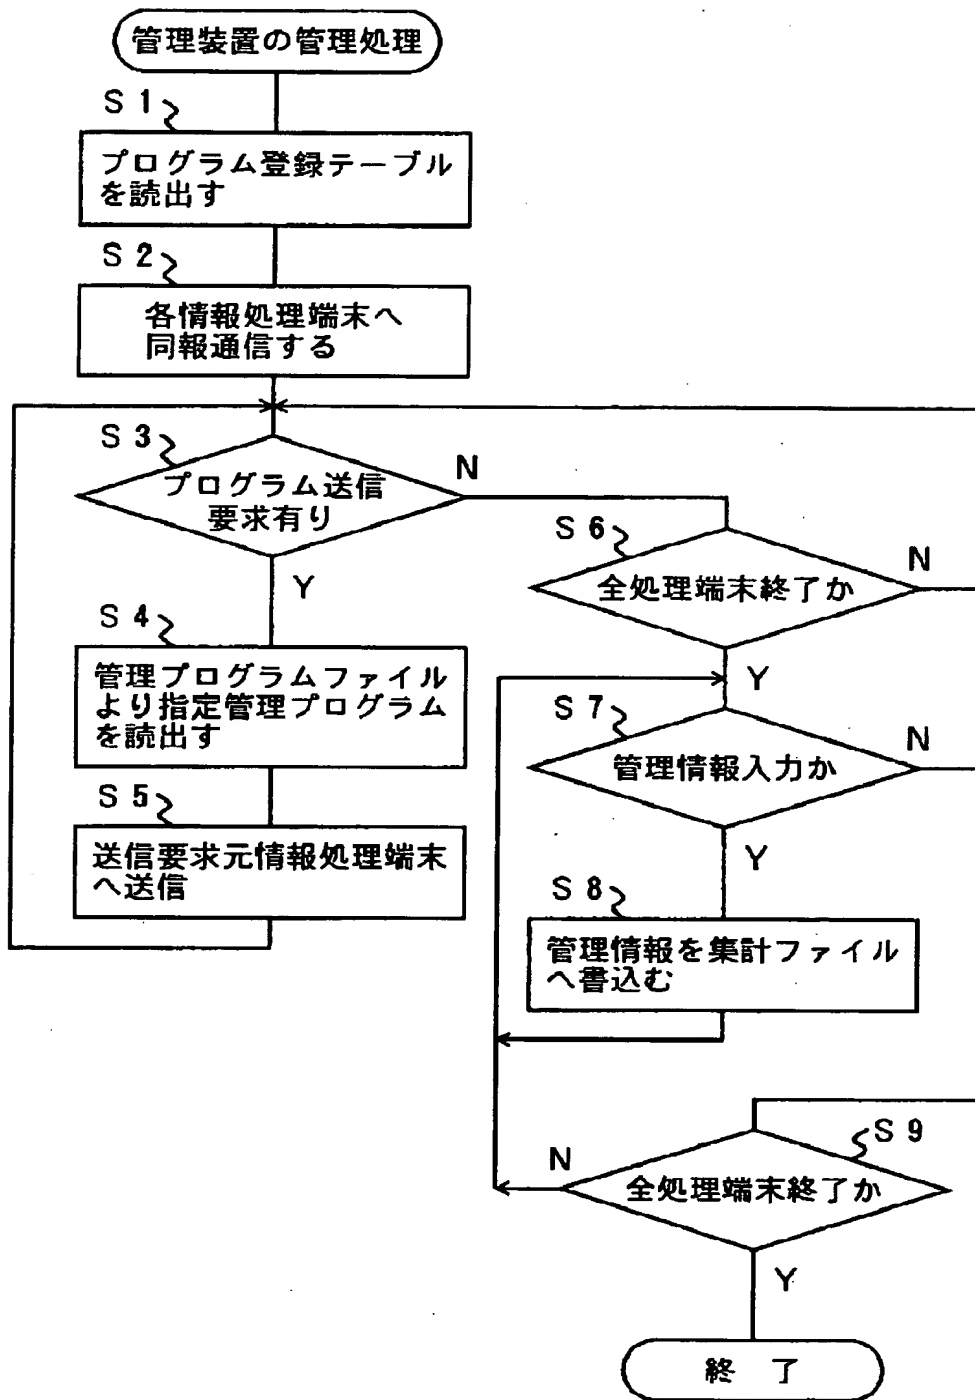 管理装置の管理処理
S1
プログラム登録テーブル
を読出す
S2
各情報処理端末へ
同報通信する
S3
プログラム送信
要求有り
N
Y
S4
管理プログラムファイル
より指定管理プログラム
を読出す
S5
送信要求元情報処理端末
へ送信
S6
全処理端末終了か
N
Y
S7
管理情報入力か
N
Y
S8
管理情報を集計ファイル
へ書込む
S9
全処理端末終了か
N
Y
終 了